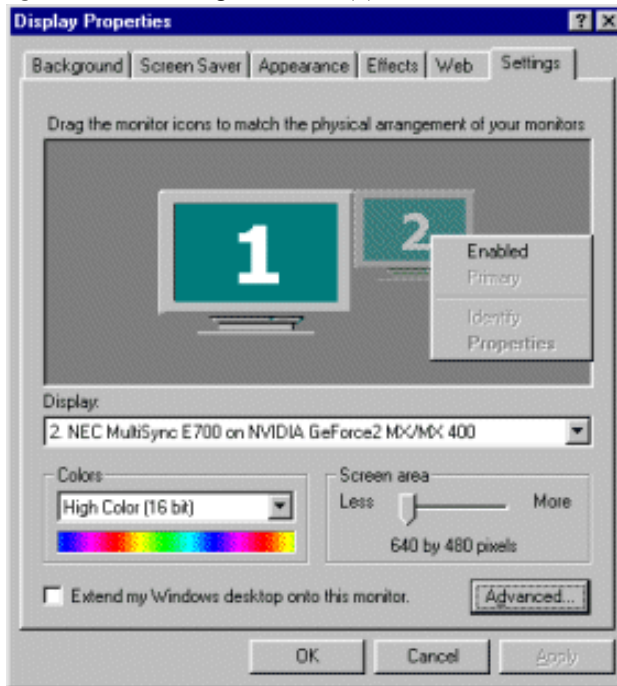 Display Properties
Background Screen Saver Appearance Effects Web Settings
Drag the monitor icons to match the physical arrangement of your monitors
1
2
Enabled
Primary
Identify
Properties
Display:
2. NEC MultiSync E700 on NVIDIA GeForce2 MX/MX 400
Colors
High Color (16 bit)
Screen area
Less More
640 by 480 pixels
Extend my Windows desktop onto this monitor.
Advanced...
OK Cancel Apply